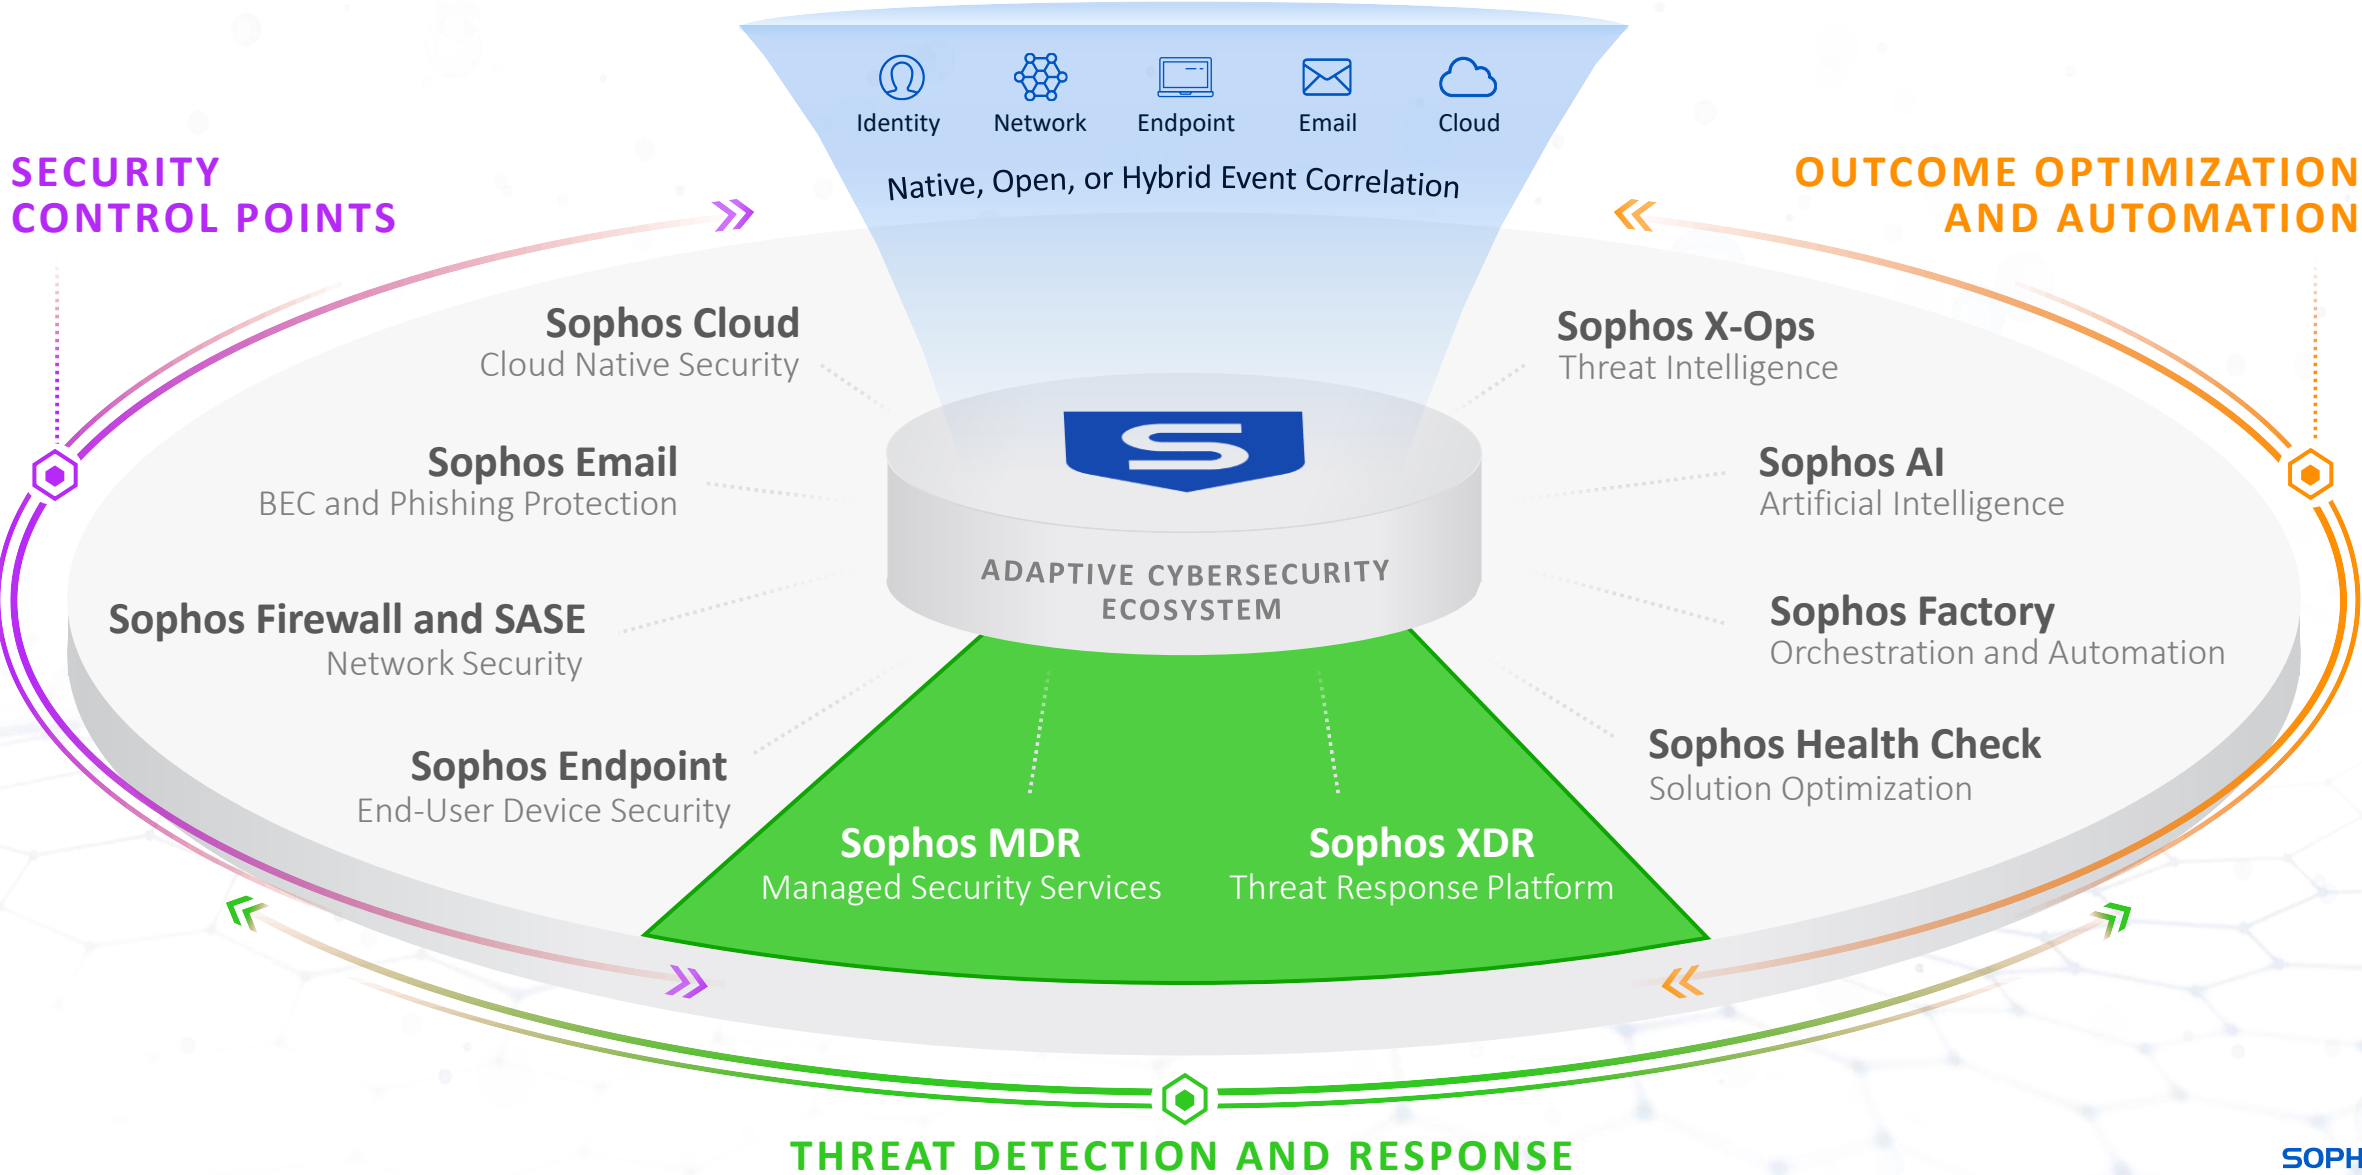 Identity
Network
Endpoint
Email
Cloud
Native, Open, or Hybrid Event Correlation
SECURITY
CONTROL POINTS
OUTCOME OPTIMIZATION
AND AUTOMATION
Sophos Cloud
Cloud Native Security
Sophos Email
BEC and Phishing Protection
Sophos Firewall and SASE
Network Security
Sophos Endpoint
End-User Device Security
S
ADAPTIVE CYBERSECURITY
ECOSYSTEM
Sophos X-Ops
Threat Intelligence
Sophos AI
Artificial Intelligence
Sophos Factory
Orchestration and Automation
Sophos Health Check
Solution Optimization
Sophos MDR
Managed Security Services
Sophos XDR
Threat Response Platform
THREAT DETECTION AND RESPONSE
SOPH